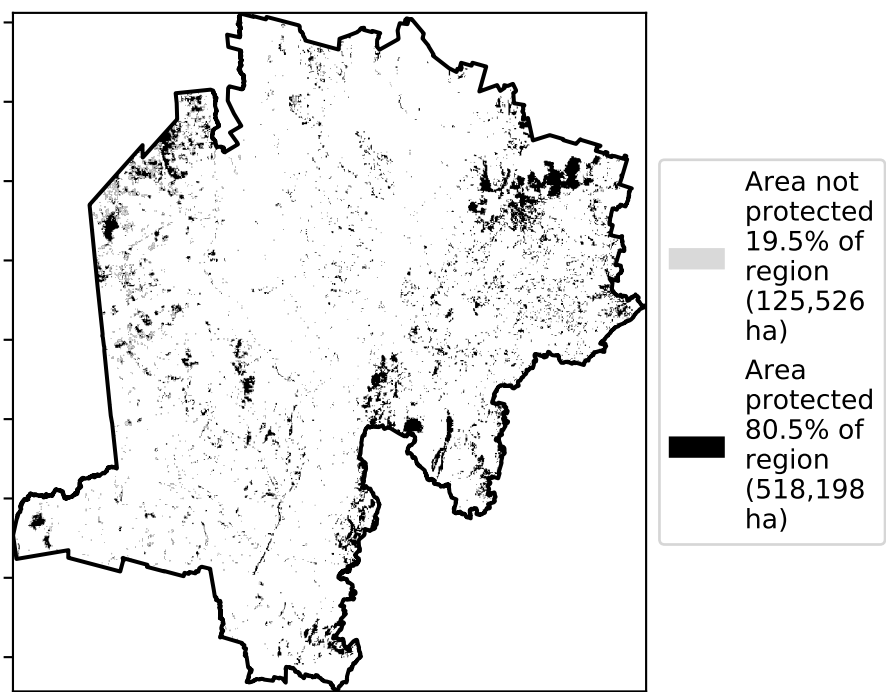 Area not
protected
19.5% of
region
(125,526
ha)
Area
protected
80.5% of
region
(518,198
ha)